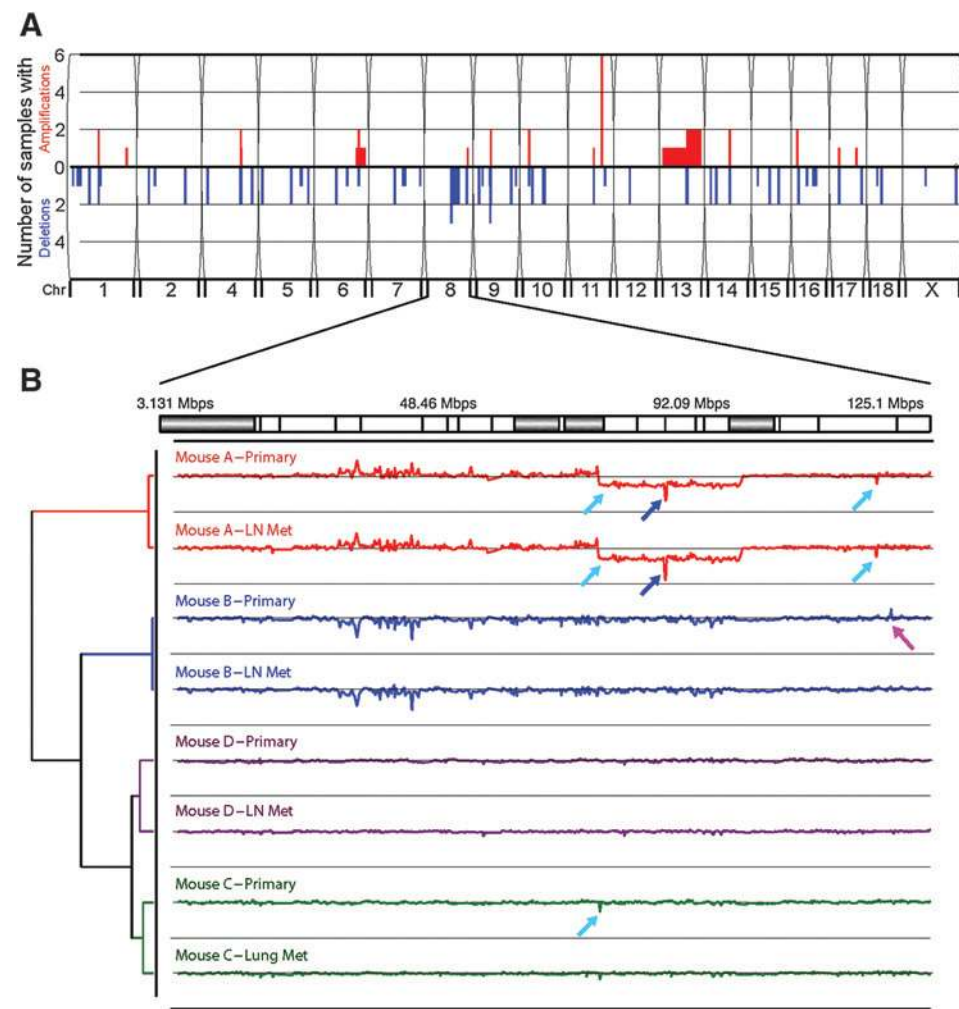 A
Number of samples with
Amplifications
Deletions
6
4
2
0
2
4
Chr 1 2 4 5 6 7 8 9 10 11 12 13 14 15 16 17 18 X
B
3.131 Mbps 48.46 Mbps 92.09 Mbps 125.1 Mbps
Mouse A–Primary
Mouse A–LN Met
Mouse B–Primary
Mouse B–LN Met
Mouse D–Primary
Mouse D–LN Met
Mouse C–Primary
Mouse C–Lung Met